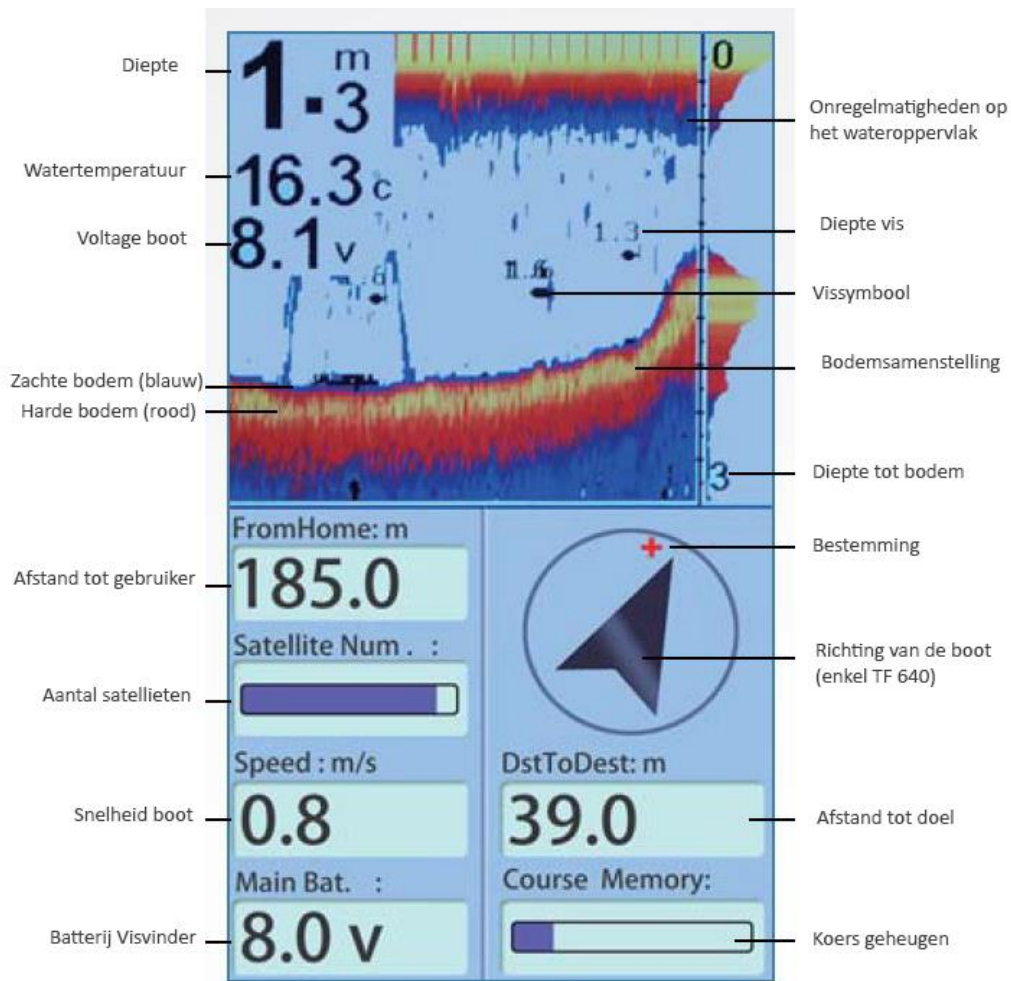 Diepte
Watertemperatuur
Voltage boot
Zachte bodem (blauw)
Harde bodem (rood)
Afstand tot gebruiker
Aantal satellieten
Snelheid boot
Batterij Visvinder
1.3 m
16.3 °c
8.1 v
0
1.3
1.6
3
FromHome: m
185.0
Satellite Num . :
Speed : m/s
0.8
Main Bat. :
8.0 v
DstToDest: m
39.0
Course Memory:
Onregelmatigheden op
het wateroppervlak
Diepte vis
Vissymbool
Bodemsamenstelling
Diepte tot bodem
Bestemming
Richting van de boot
(enkel TF 640)
Afstand tot doel
Koers geheugen